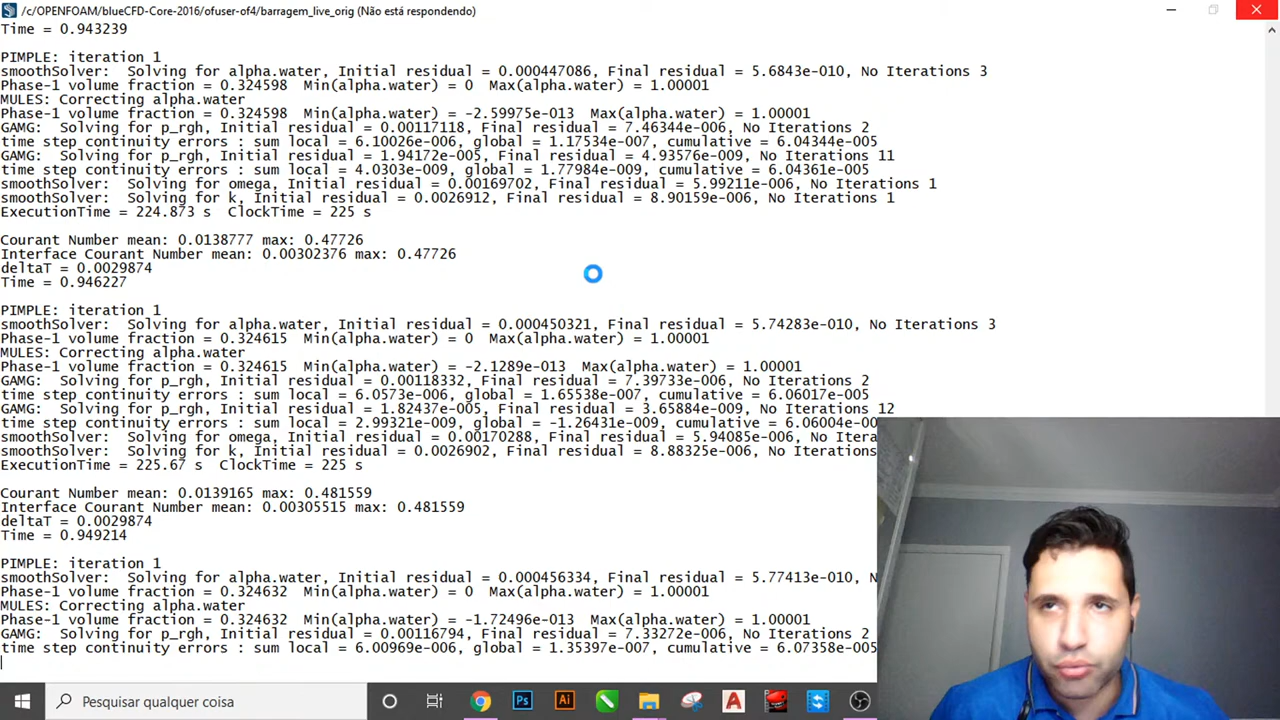 /c/OPENFOAM/blueCFD-Core-2016/ofuser-of4/barragem_live_orig (Não está respondendo)
Time = 0.943239
PIMPLE: iteration 1
smoothSolver:  Solving for alpha.water, Initial residual = 0.000447086, Final residual = 5.6843e-010, No Iterations 3
Phase-1 volume fraction = 0.324598  Min(alpha.water) = 0  Max(alpha.water) = 1.00001
MULES: Correcting alpha.water
Phase-1 volume fraction = 0.324598  Min(alpha.water) = -2.59975e-013  Max(alpha.water) = 1.00001
GAMG:  Solving for p_rgh, Initial residual = 0.00117118, Final residual = 7.46344e-006, No Iterations 2
time step continuity errors : sum local = 6.10026e-006, global = 1.17534e-007, cumulative = 6.04344e-005
GAMG:  Solving for p_rgh, Initial residual = 1.94172e-005, Final residual = 4.93576e-009, No Iterations 11
time step continuity errors : sum local = 4.0303e-009, global = 1.77984e-009, cumulative = 6.04361e-005
smoothSolver:  Solving for omega, Initial residual = 0.00169702, Final residual = 5.99211e-006, No Iterations 1
smoothSolver:  Solving for k, Initial residual = 0.0026912, Final residual = 8.90159e-006, No Iterations 1
ExecutionTime = 224.873 s  ClockTime = 225 s
Courant Number mean: 0.0138777 max: 0.47726
Interface Courant Number mean: 0.00302376 max: 0.47726
deltaT = 0.0029874
Time = 0.946227
PIMPLE: iteration 1
smoothSolver:  Solving for alpha.water, Initial residual = 0.000450321, Final residual = 5.74283e-010, No Iterations 3
Phase-1 volume fraction = 0.324615  Min(alpha.water) = 0  Max(alpha.water) = 1.00001
MULES: Correcting alpha.water
Phase-1 volume fraction = 0.324615  Min(alpha.water) = -2.1289e-013  Max(alpha.water) = 1.00001
GAMG:  Solving for p_rgh, Initial residual = 0.00118332, Final residual = 7.39733e-006, No Iterations 2
time step continuity errors : sum local = 6.0573e-006, global = 1.65538e-007, cumulative = 6.06017e-005
GAMG:  Solving for p_rgh, Initial residual = 1.82437e-005, Final residual = 3.65884e-009, No Iterations 12
time step continuity errors : sum local = 2.99321e-009, global = -1.26431e-009, cumulative = 6.06004e-00
smoothSolver:  Solving for omega, Initial residual = 0.00170288, Final residual = 5.94085e-006, No Itera
smoothSolver:  Solving for k, Initial residual = 0.0026902, Final residual = 8.88325e-006, No Iterations
ExecutionTime = 225.67 s  ClockTime = 225 s
Courant Number mean: 0.0139165 max: 0.481559
Interface Courant Number mean: 0.00305515 max: 0.481559
deltaT = 0.0029874
Time = 0.949214
PIMPLE: iteration 1
smoothSolver:  Solving for alpha.water, Initial residual = 0.000456334, Final residual = 5.77413e-010, N
Phase-1 volume fraction = 0.324632  Min(alpha.water) = 0  Max(alpha.water) = 1.00001
MULES: Correcting alpha.water
Phase-1 volume fraction = 0.324632  Min(alpha.water) = -1.72496e-013  Max(alpha.water) = 1.00001
GAMG:  Solving for p_rgh, Initial residual = 0.00116794, Final residual = 7.33272e-006, No Iterations 2
time step continuity errors : sum local = 6.00969e-006, global = 1.35397e-007, cumulative = 6.07358e-005
Pesquisar qualquer coisa
Ps
Ai
A